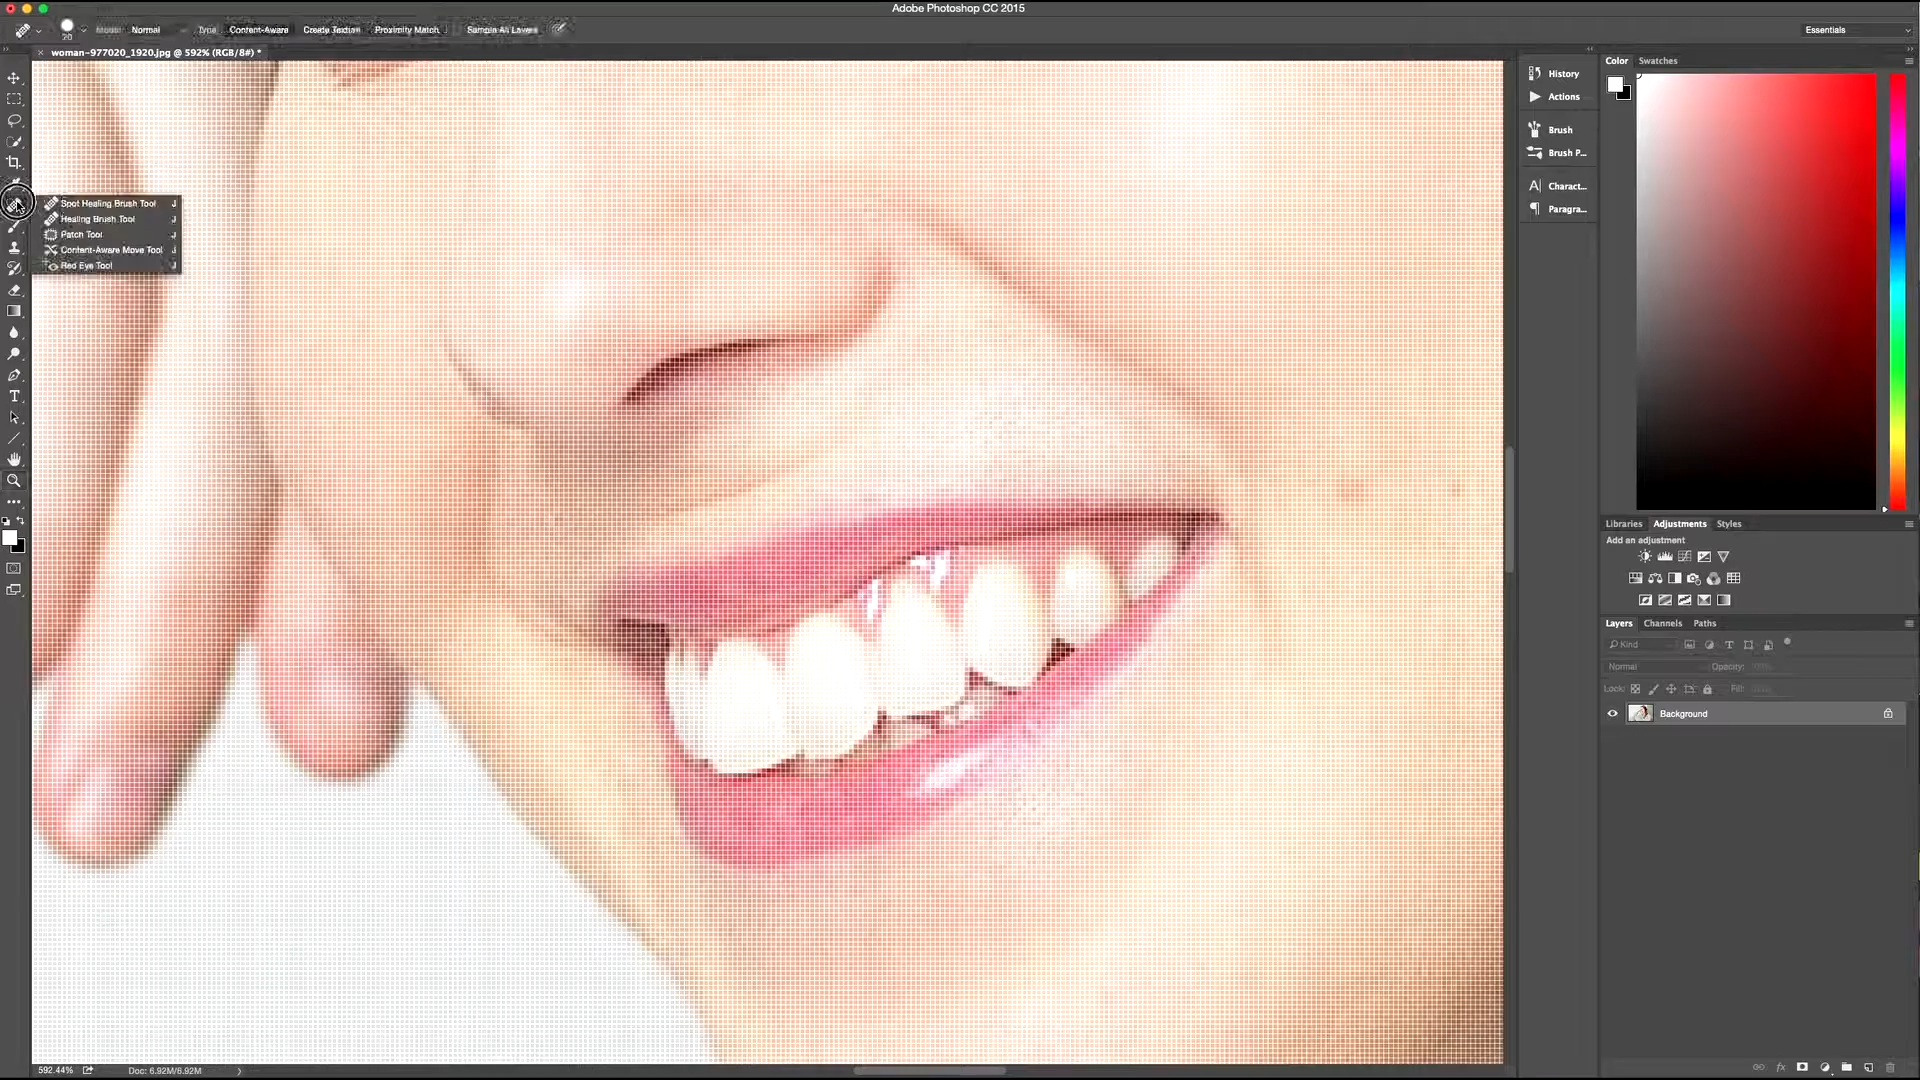 Adobe Photoshop CC 2015
20
Mode: Normal Type: Content-Aware Create Texture Proximity Match Sample All Layers Essentials
woman-977020_1920.jpg @ 592% (RGB/8#) *
Spot Healing Brush Tool J
Healing Brush Tool J
Patch Tool J
Content-Aware Move Tool J
Red Eye Tool J
History
Actions
Brush
Brush P...
Charact...
Paragra...
Color Swatches
Libraries Adjustments Styles
Add an adjustment
Layers Channels Paths
Kind
Normal Opacity:
Lock: Fill:
Background
592.44% Doc: 6.92M/6.92M